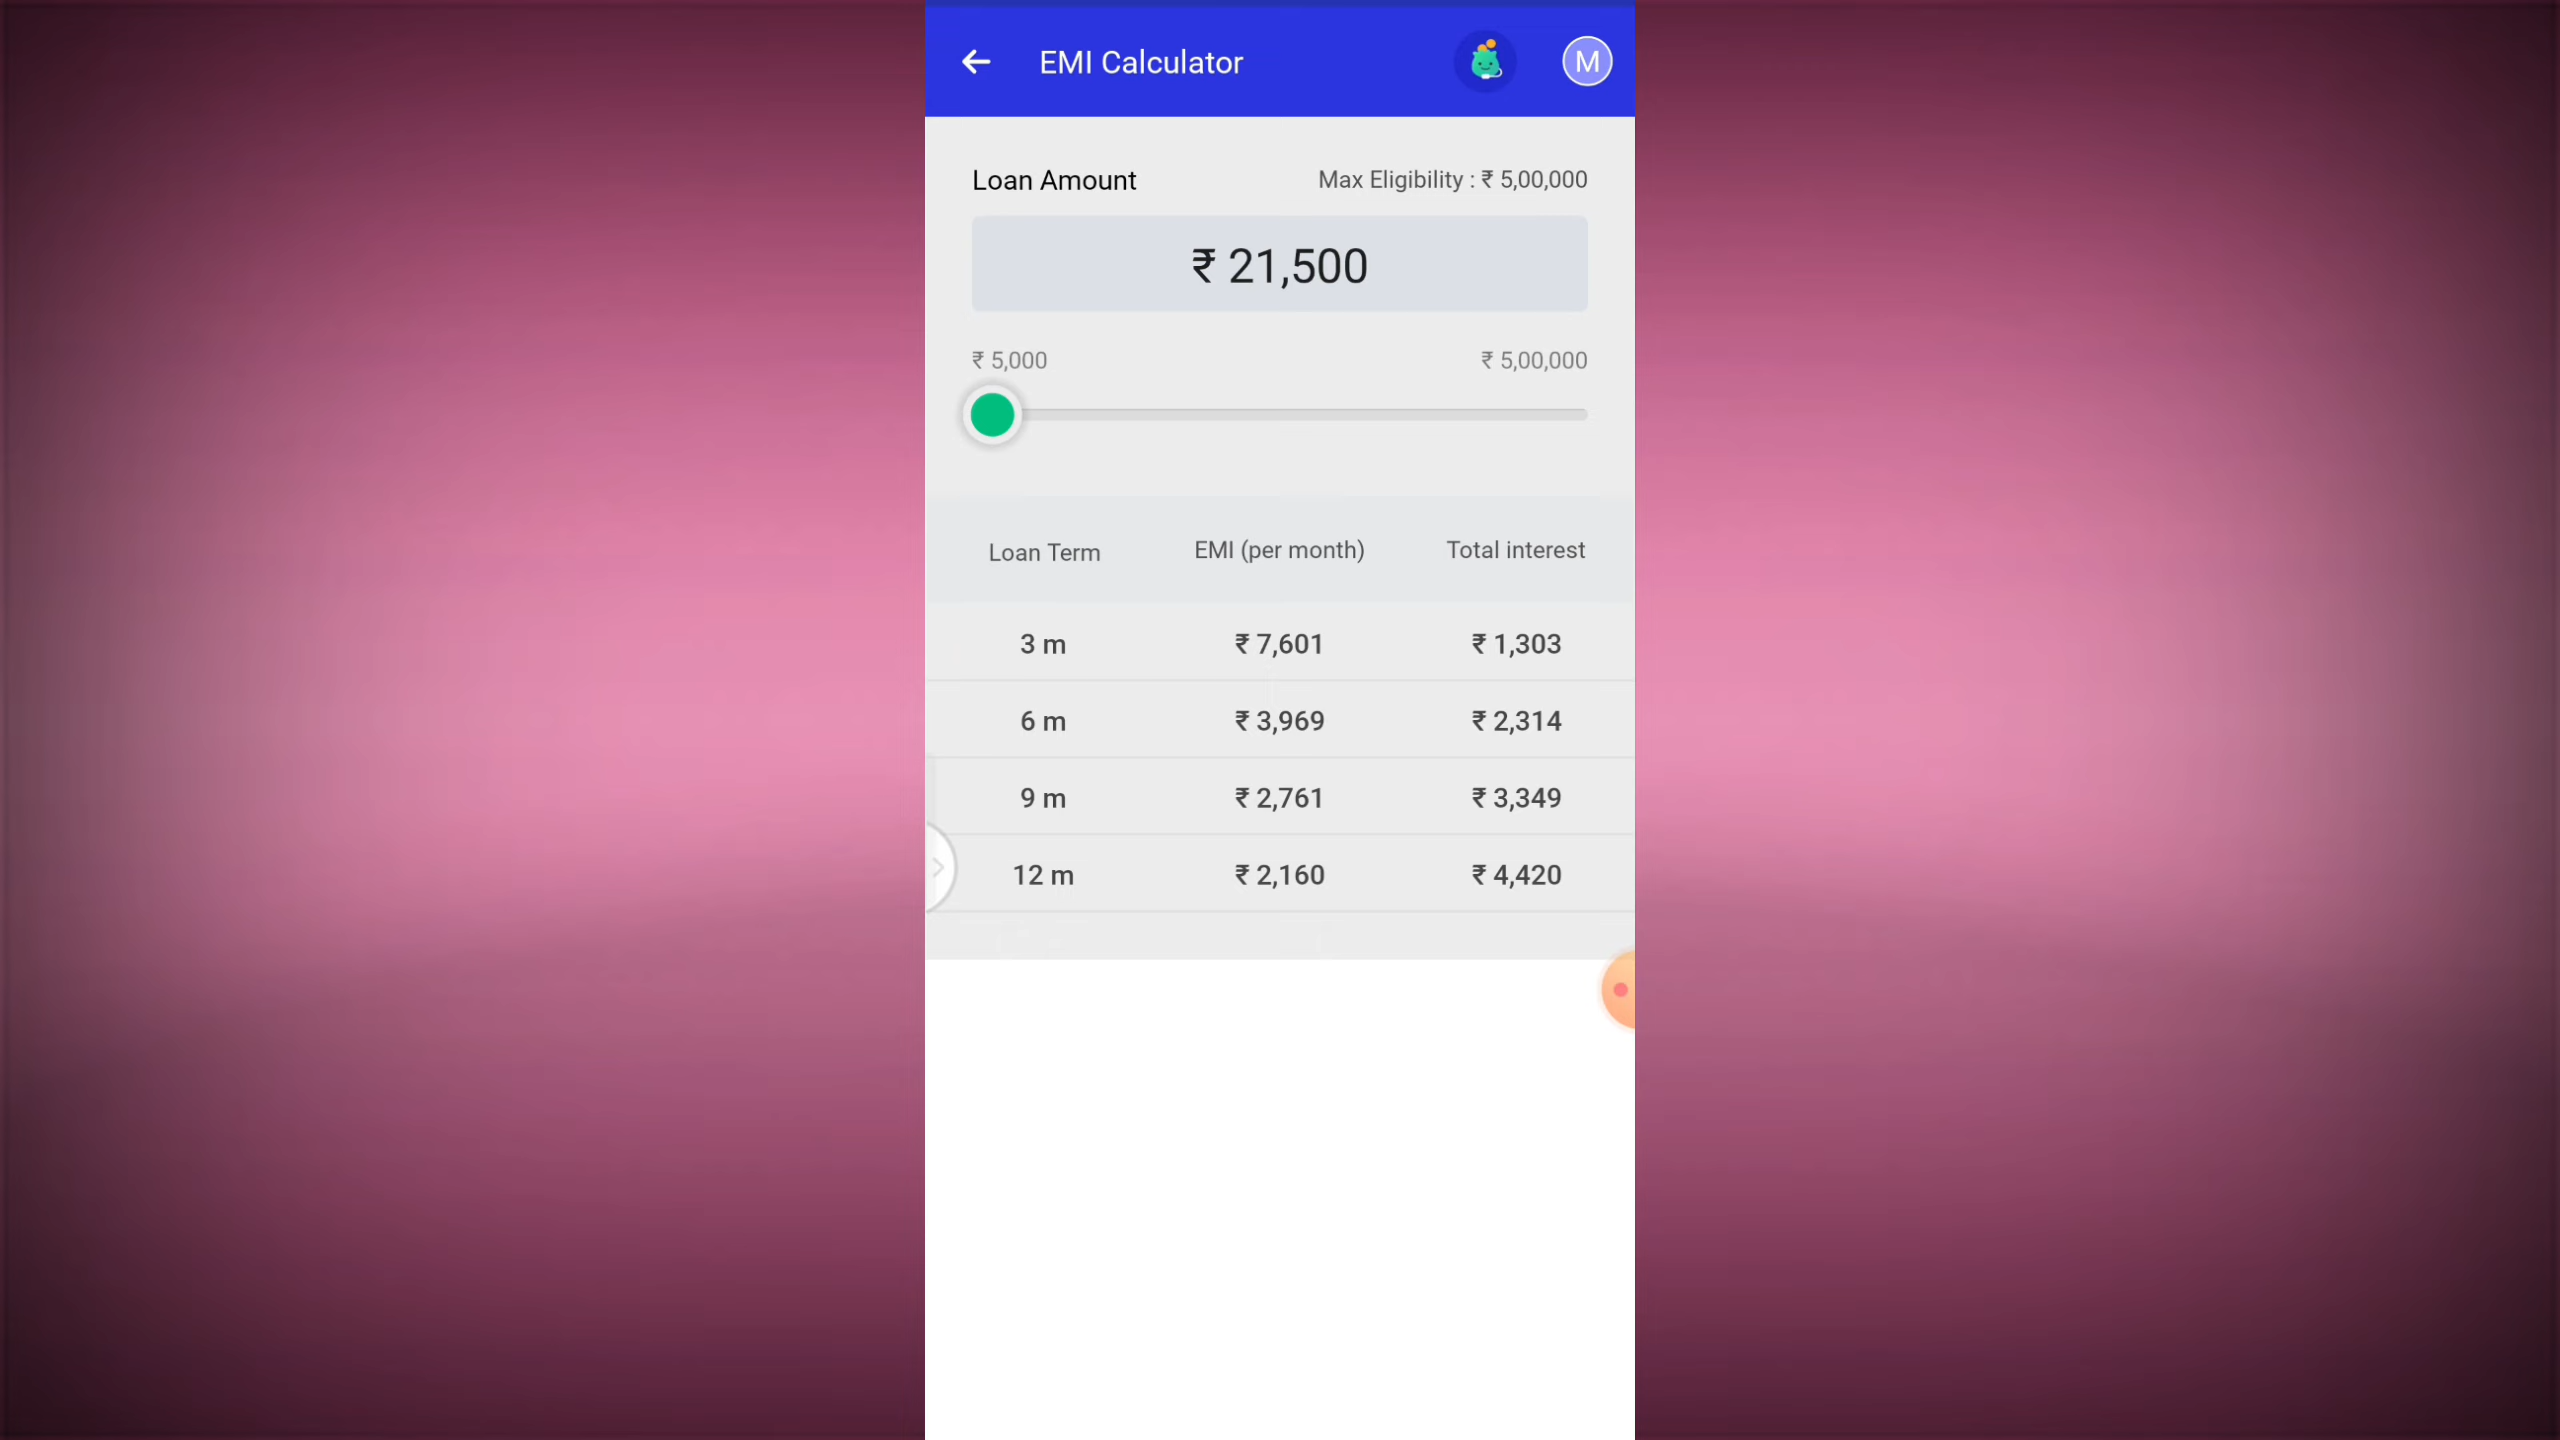 EMI Calculator
M
Loan Amount
Max Eligibility : ₹ 5,00,000
₹ 21,500
₹ 5,000
₹ 5,00,000
Loan Term EMI (per month) Total interest
3 m ₹ 7,601 ₹ 1,303
6 m ₹ 3,969 ₹ 2,314
9 m ₹ 2,761 ₹ 3,349
12 m ₹ 2,160 ₹ 4,420